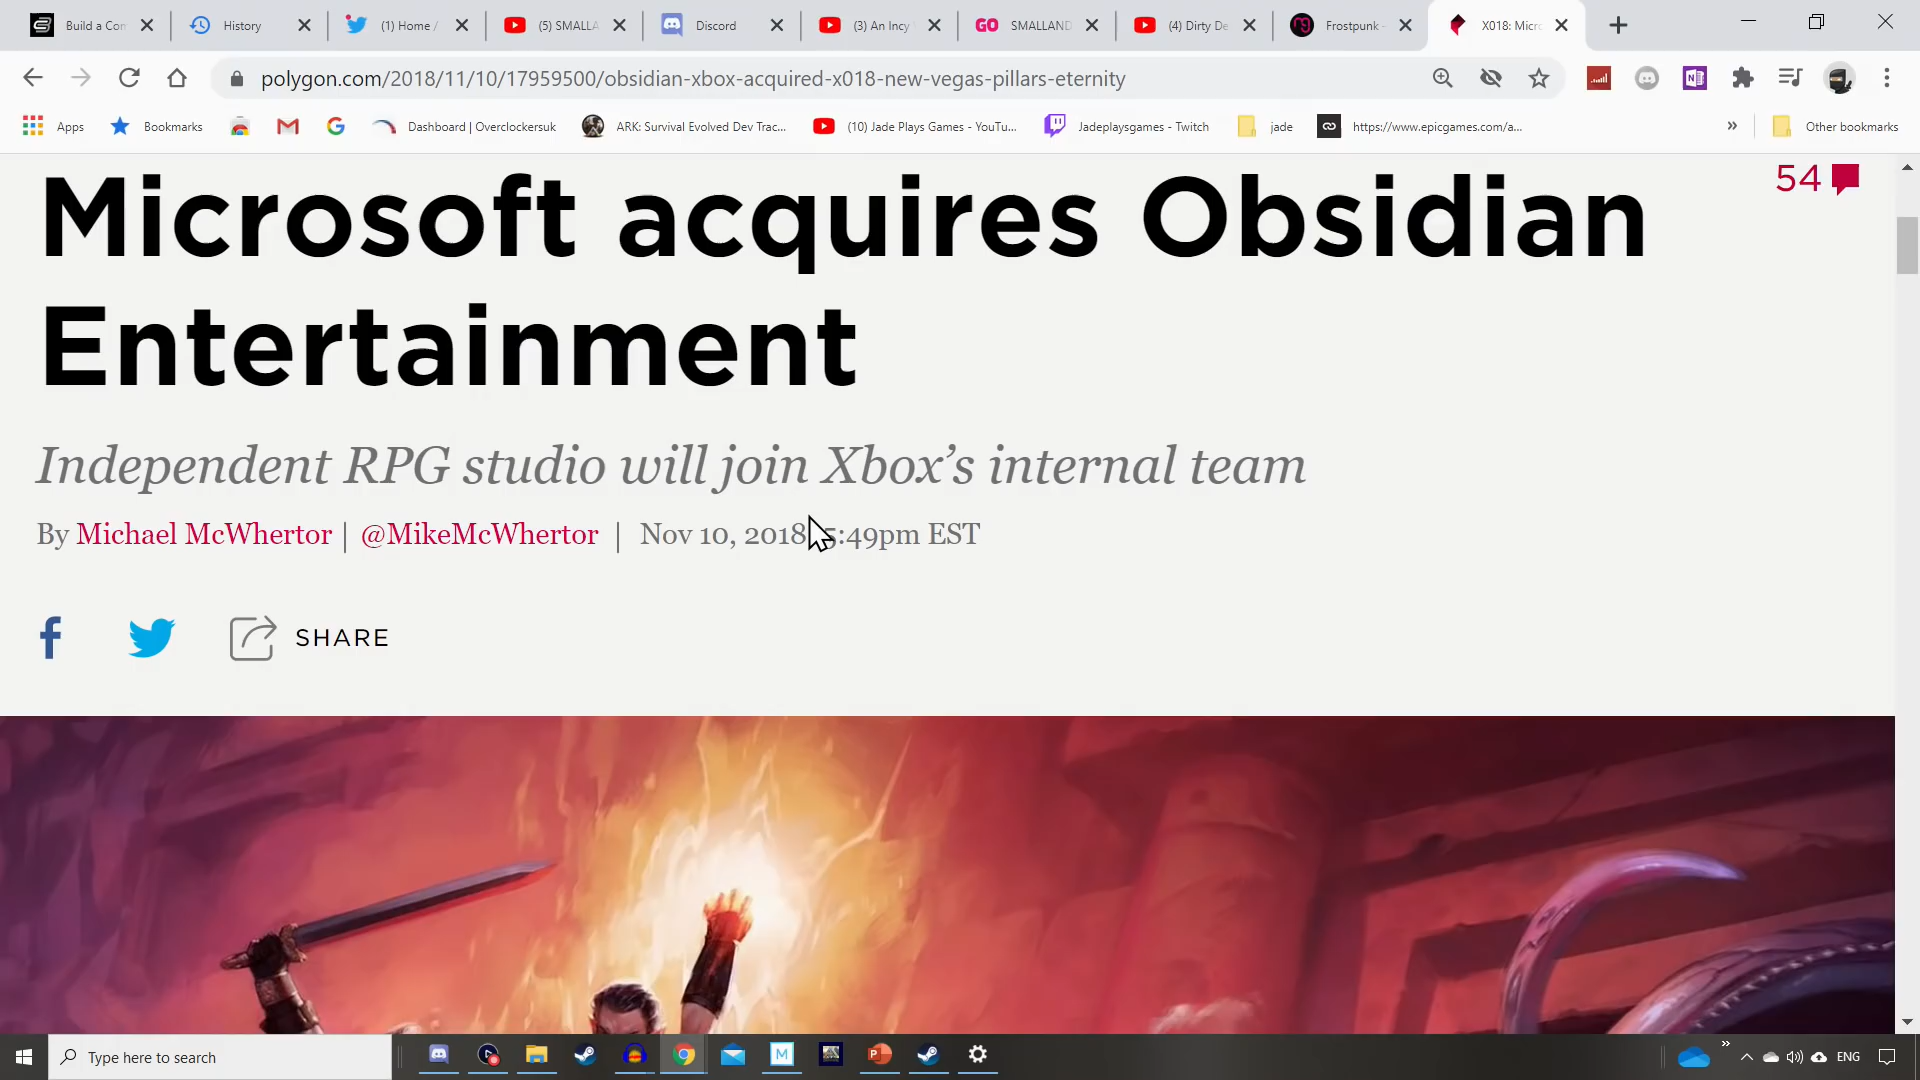 Build a Con
History
(1) Home /
(5) SMALLA
Discord
(3) An Incy
GO SMALLAND
(4) Dirty De
Frostpunk -
X018: Micr
polygon.com/2018/11/10/17959500/obsidian-xbox-acquired-x018-new-vegas-pillars-eternity
Apps
Bookmarks
Dashboard | Overclockersuk
ARK: Survival Evolved Dev Trac...
(10) Jade Plays Games - YouTu...
Jadeplaysgames - Twitch
jade
https://www.epicgames.com/a...
»
Other bookmarks
54
Microsoft acquires Obsidian
Entertainment
Independent RPG studio will join Xbox’s internal team
By Michael McWhertor | @MikeMcWhertor | Nov 10, 2018, 5:49pm EST
SHARE
Type here to search
ENG